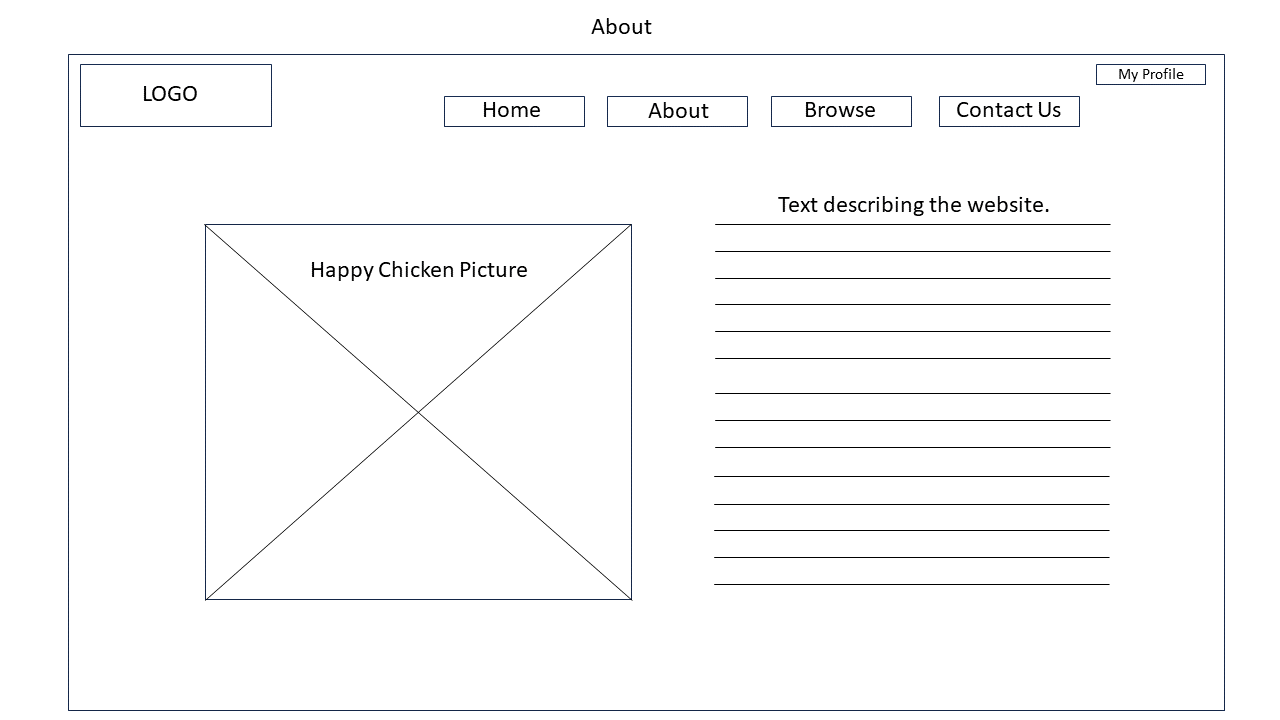 About
LOGO
My Profile
Home
About
Browse
Contact Us
Happy Chicken Picture
Text describing the website.